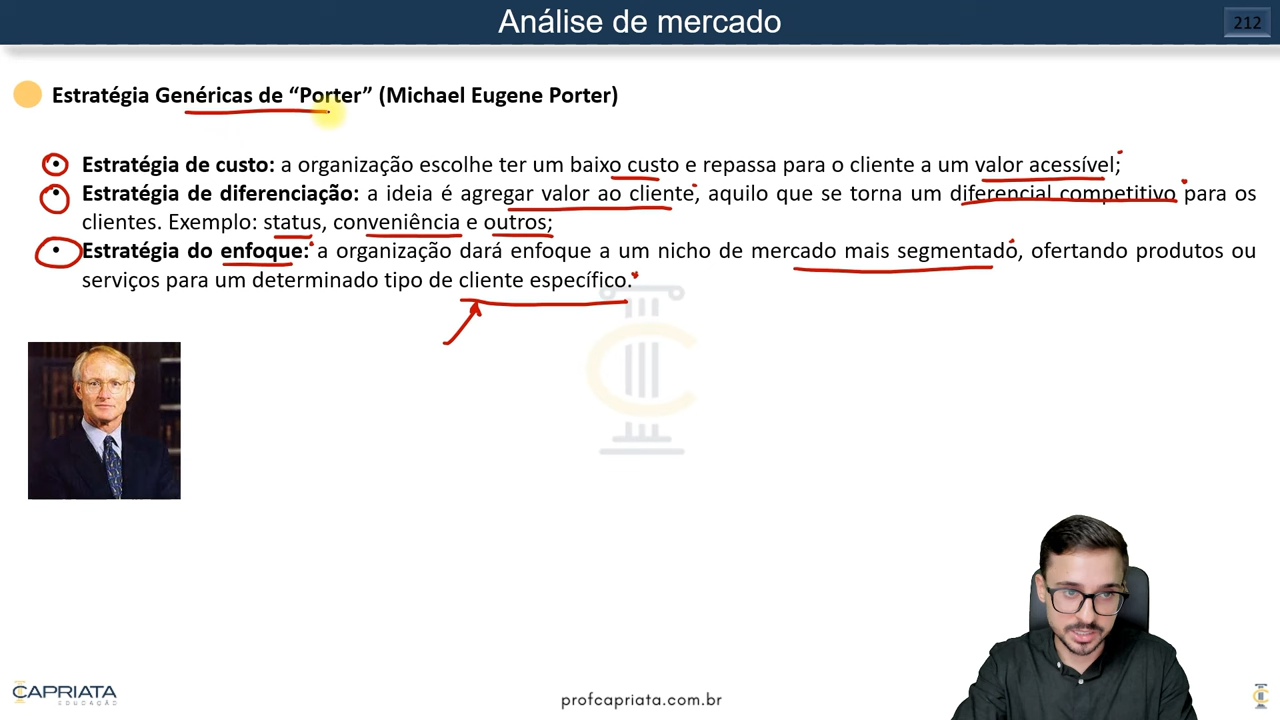 Análise de mercado
212
Estratégia Genéricas de “Porter” (Michael Eugene Porter)
• Estratégia de custo: a organização escolhe ter um baixo custo e repassa para o cliente a um valor acessível;
• Estratégia de diferenciação: a ideia é agregar valor ao cliente, aquilo que se torna um diferencial competitivo para os
clientes. Exemplo: status, conveniência e outros;
• Estratégia do enfoque: a organização dará enfoque a um nicho de mercado mais segmentado, ofertando produtos ou
serviços para um determinado tipo de cliente específico.
CAPRIATA
EDUCAÇÃO
profcapriata.com.br